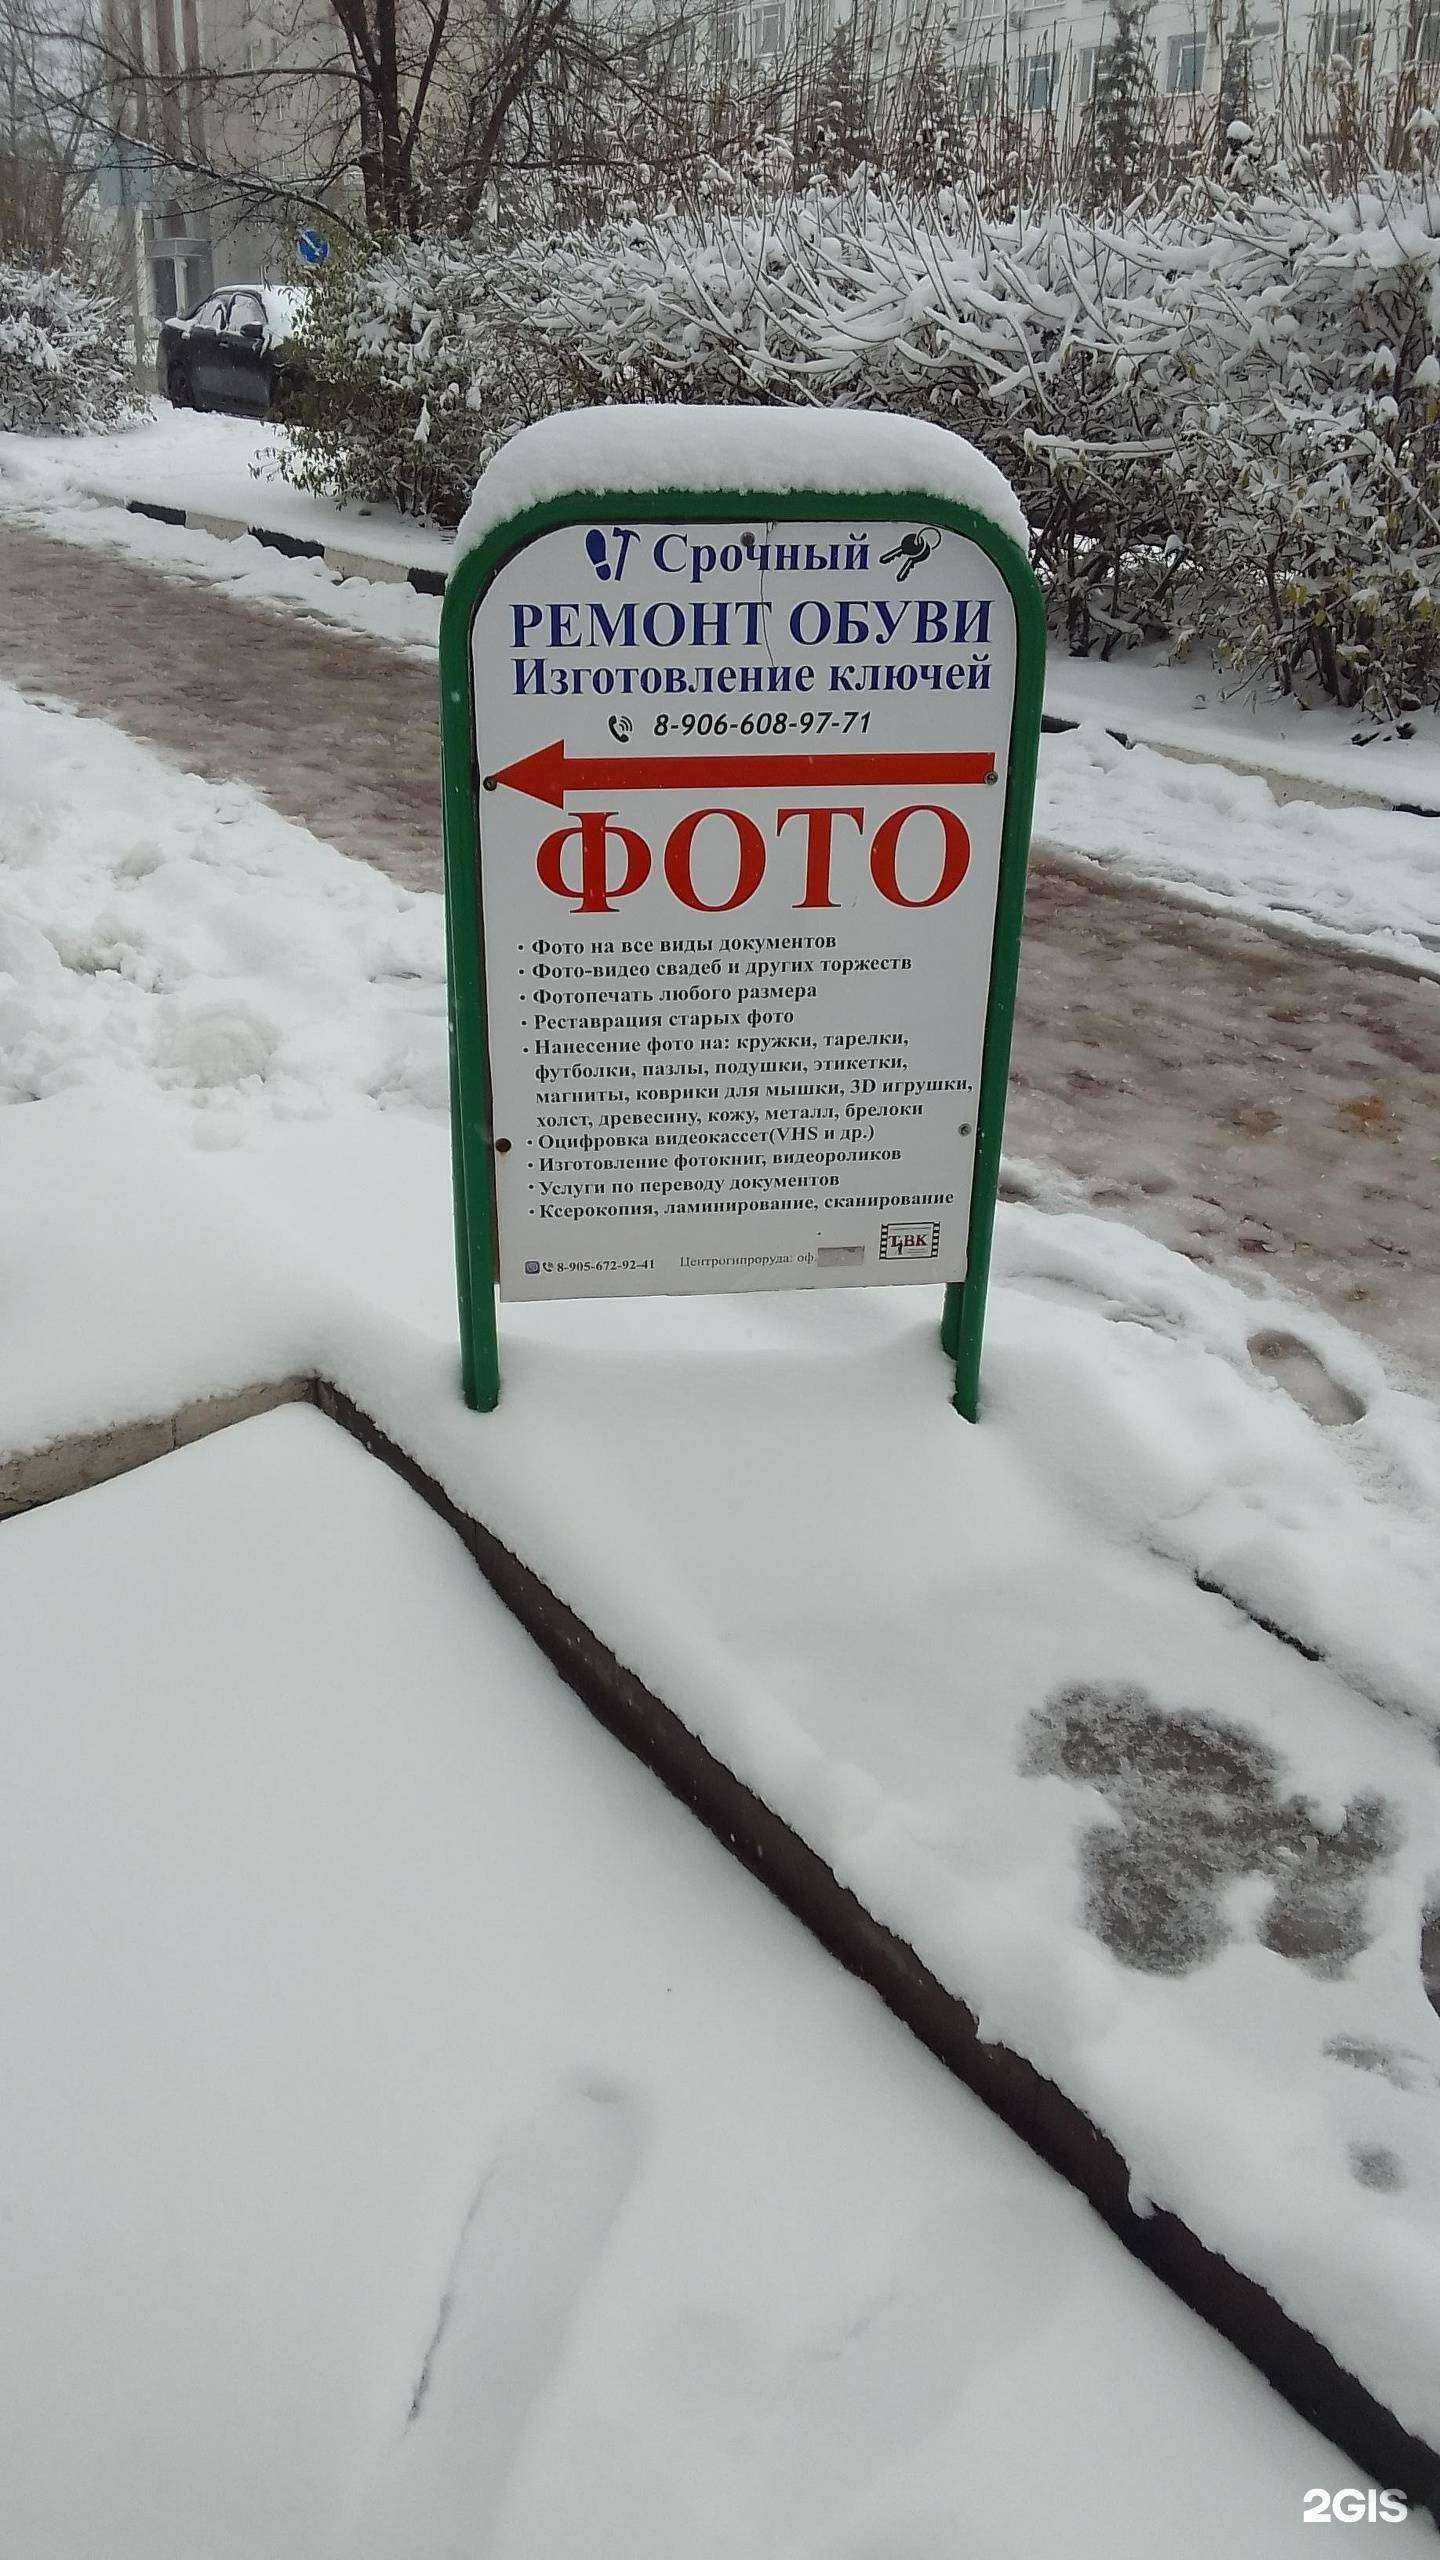 Срочный
РЕМОНТ ОБУВИ
Изготовление ключей
8-906-608-97-71
ФОТО
• Фото на все виды документов
• Фото-видео свадеб и других торжеств
• Фотопечать любого размера
• Реставрация старых фото
• Нанесение фото на: кружки, тарелки,
футболки, пазлы, подушки, этикетки,
магниты, коврики для мышки, 3D игрушки,
холст, древесину, кожу, металл, брелоки
• Оцифровка видеокассет(VHS и др.)
• Изготовление фотокниг, видеороликов
• Услуги по переводу документов
• Ксерокопия, ламинирование, сканирование
8-905-672-92-41 Центрогипроруда: оф.
ТВК
2GIS